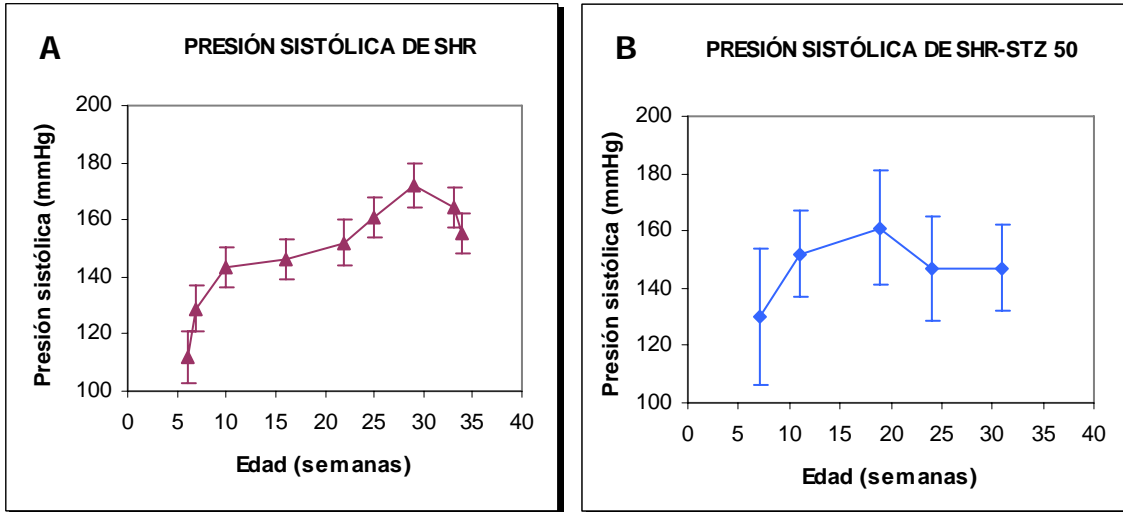 A
PRESIÓN SISTÓLICA DE SHR
Presión sistólica (mmHg)
200
180
160
140
120
100
0 5 10 15 20 25 30 35 40
Edad (semanas)
B
PRESIÓN SISTÓLICA DE SHR-STZ 50
Presión sistólica (mmHg)
200
180
160
140
120
100
0 5 10 15 20 25 30 35 40
Edad (semanas)